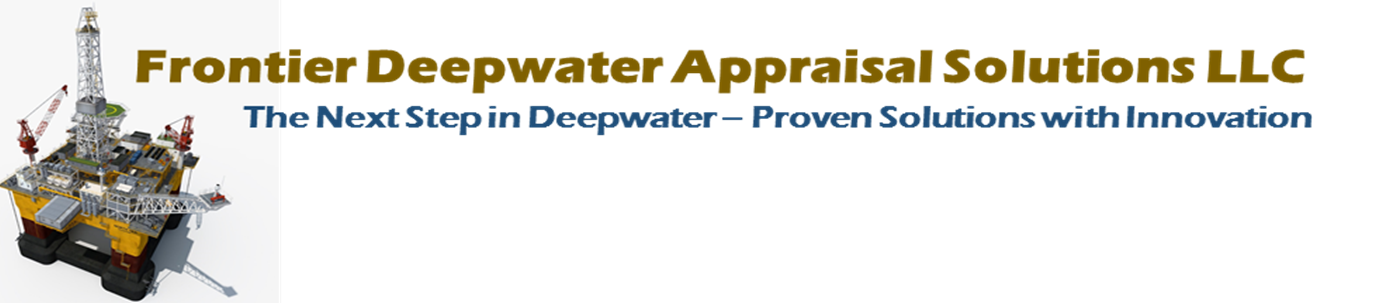 Frontier Deepwater Appraisal Solutions LLC
The Next Step in Deepwater – Proven Solutions with Innovation